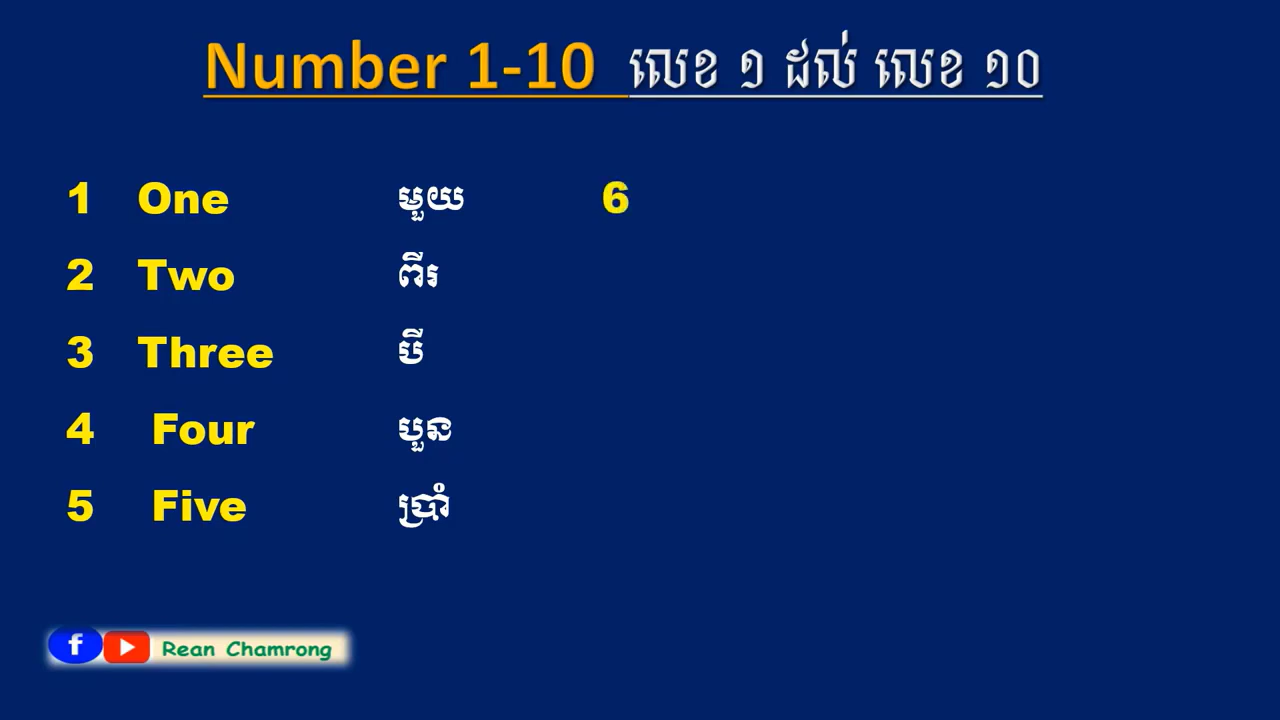 Number 1-10 លេខ ១ ដល់ លេខ ១០
1 One មួយ 6
2 Two ពីរ
3 Three បី
4 Four បួន
5 Five ប្រាំ
f Rean Chamrong